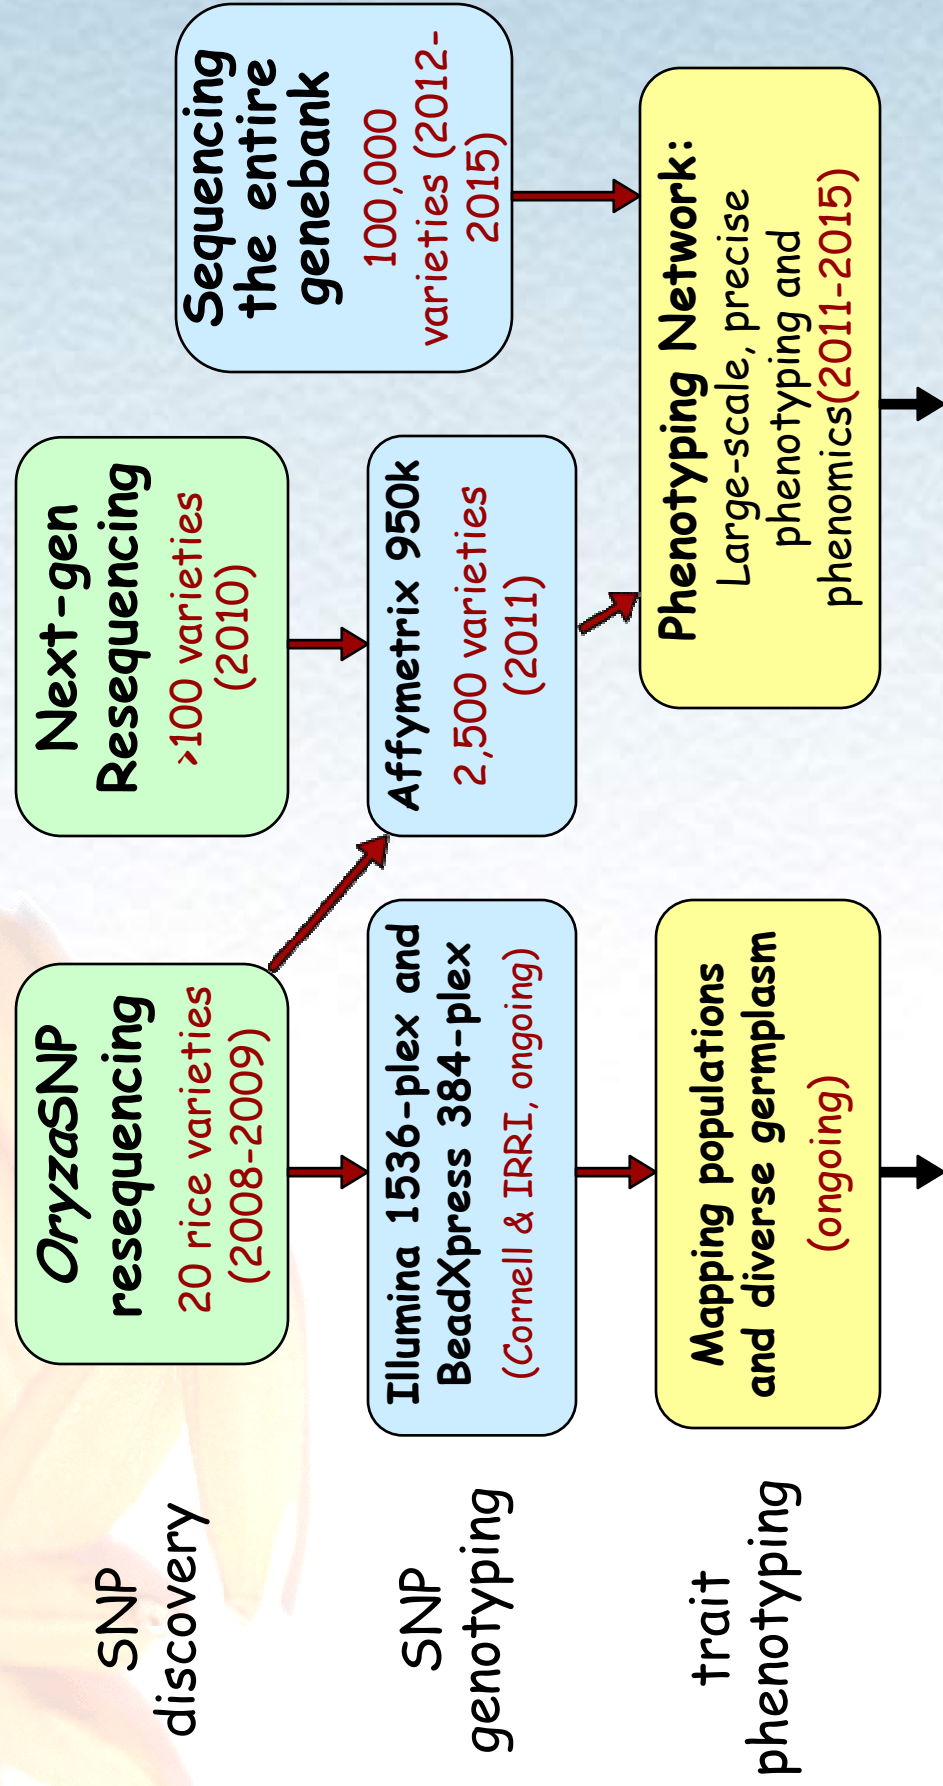 SNP
discovery
OryzaSNP
resequencing
20 rice varieties
(2008-2009)
Next-gen
Resequencing
>100 varieties
(2010)
Sequencing
the entire
genebank
100,000
varieties (2012-
2015)
SNP
genotyping
Illumina 1536-plex and
BeadXpress 384-plex
(Cornell & IRRI, ongoing)
Affymetrix 950k
2,500 varieties
(2011)
trait
phenotyping
Mapping populations
and diverse germplasm
(ongoing)
Phenotyping Network:
Large-scale, precise
phenotyping and
phenomics(2011-2015)